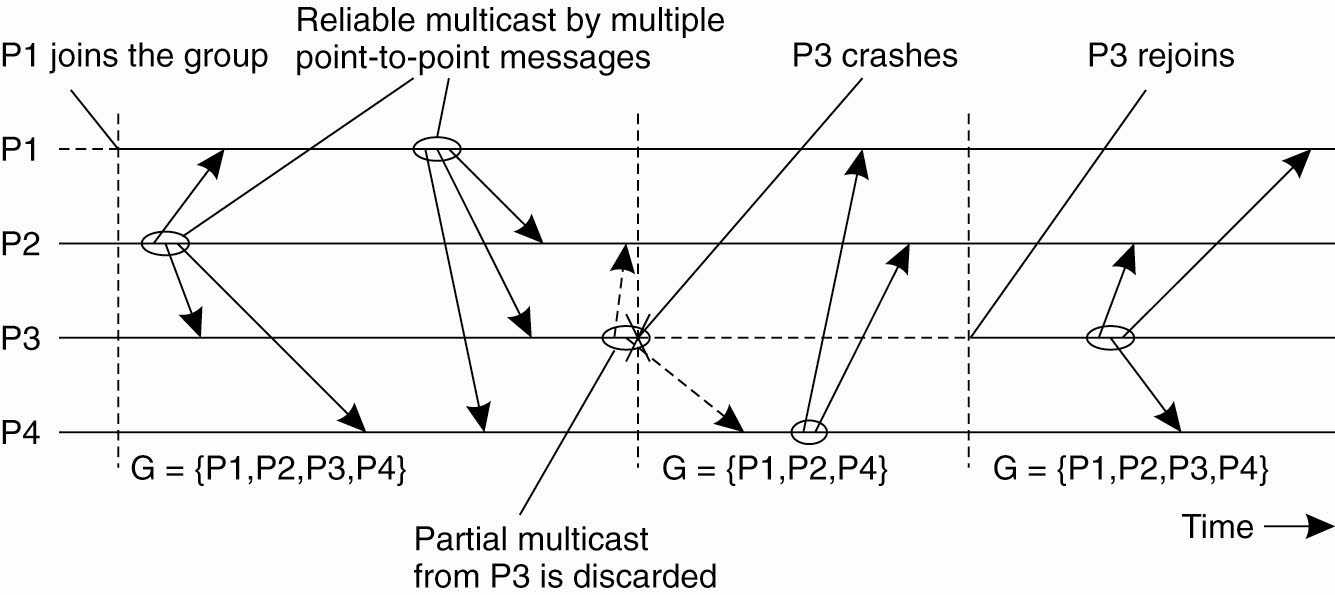 Reliable multicast by multiple
point-to-point messages
P1 joins the group
P3 crashes
P3 rejoins
P1
P2
P3
P4
G = {P1,P2,P3,P4}
G = {P1,P2,P4}
G = {P1,P2,P3,P4}
Time
Partial multicast
from P3 is discarded